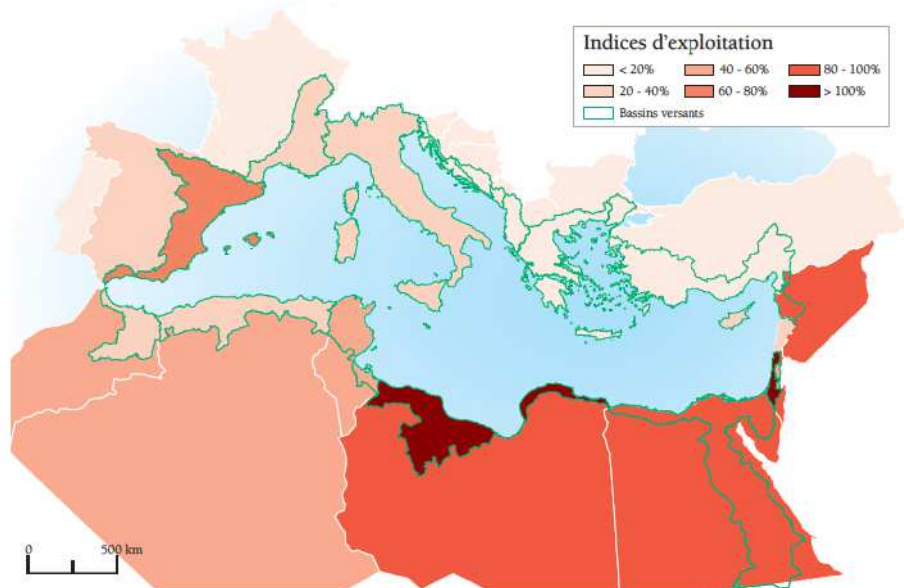 Indices d'exploitation
< 20%
40 - 60%
80 - 100%
20 - 40%
60 - 80%
> 100%
Bassins versants
0
500 km